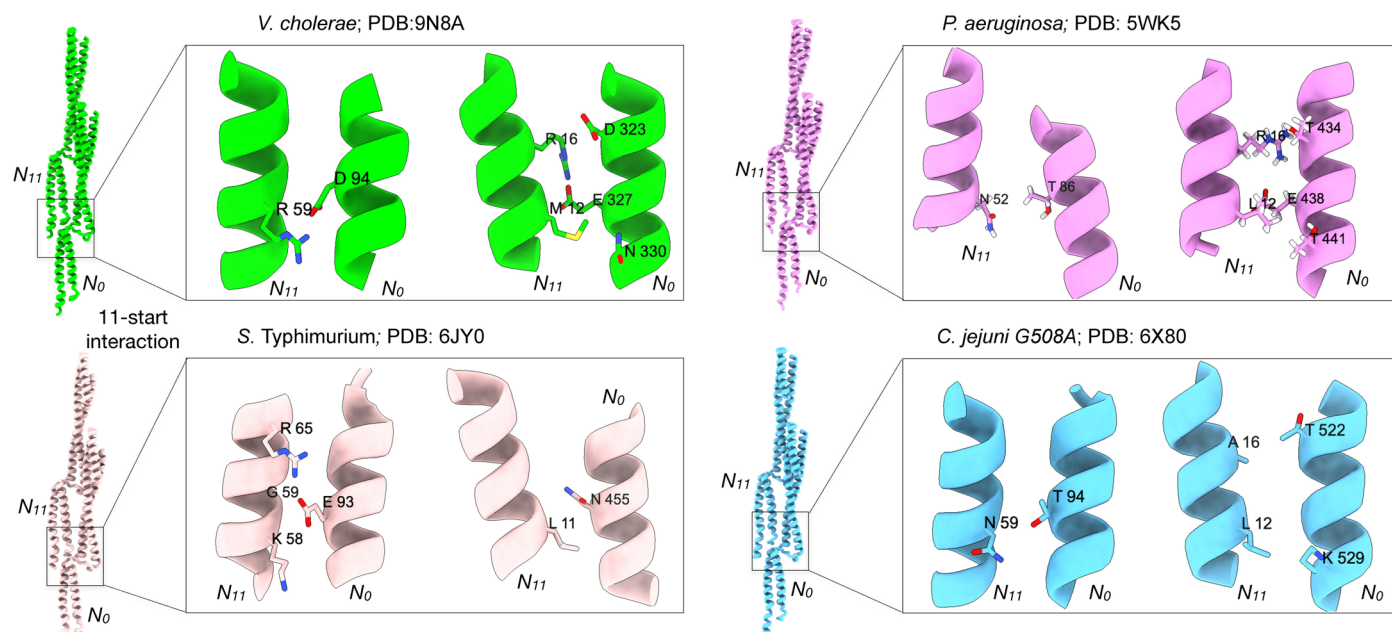 V. cholerae; PDB:9N8A
N11
N0
R 59
D 94
N11
N0
R 16
D 323
M 12
E 327
N 330
N11
N0
P. aeruginosa; PDB: 5WK5
N11
N0
N 52
T 86
N11
N0
R 16
T 434
L 12
E 438
T 441
N11
N0
11-start
interaction
S. Typhimurium; PDB: 6JY0
N11
N0
R 65
G 59
E 93
K 58
N11
N0
N0
N 455
L 11
N11
C. jejuni G508A; PDB: 6X80
N11
N0
N 59
T 94
N11
N0
A 16
T 522
L 12
K 529
N11
N0